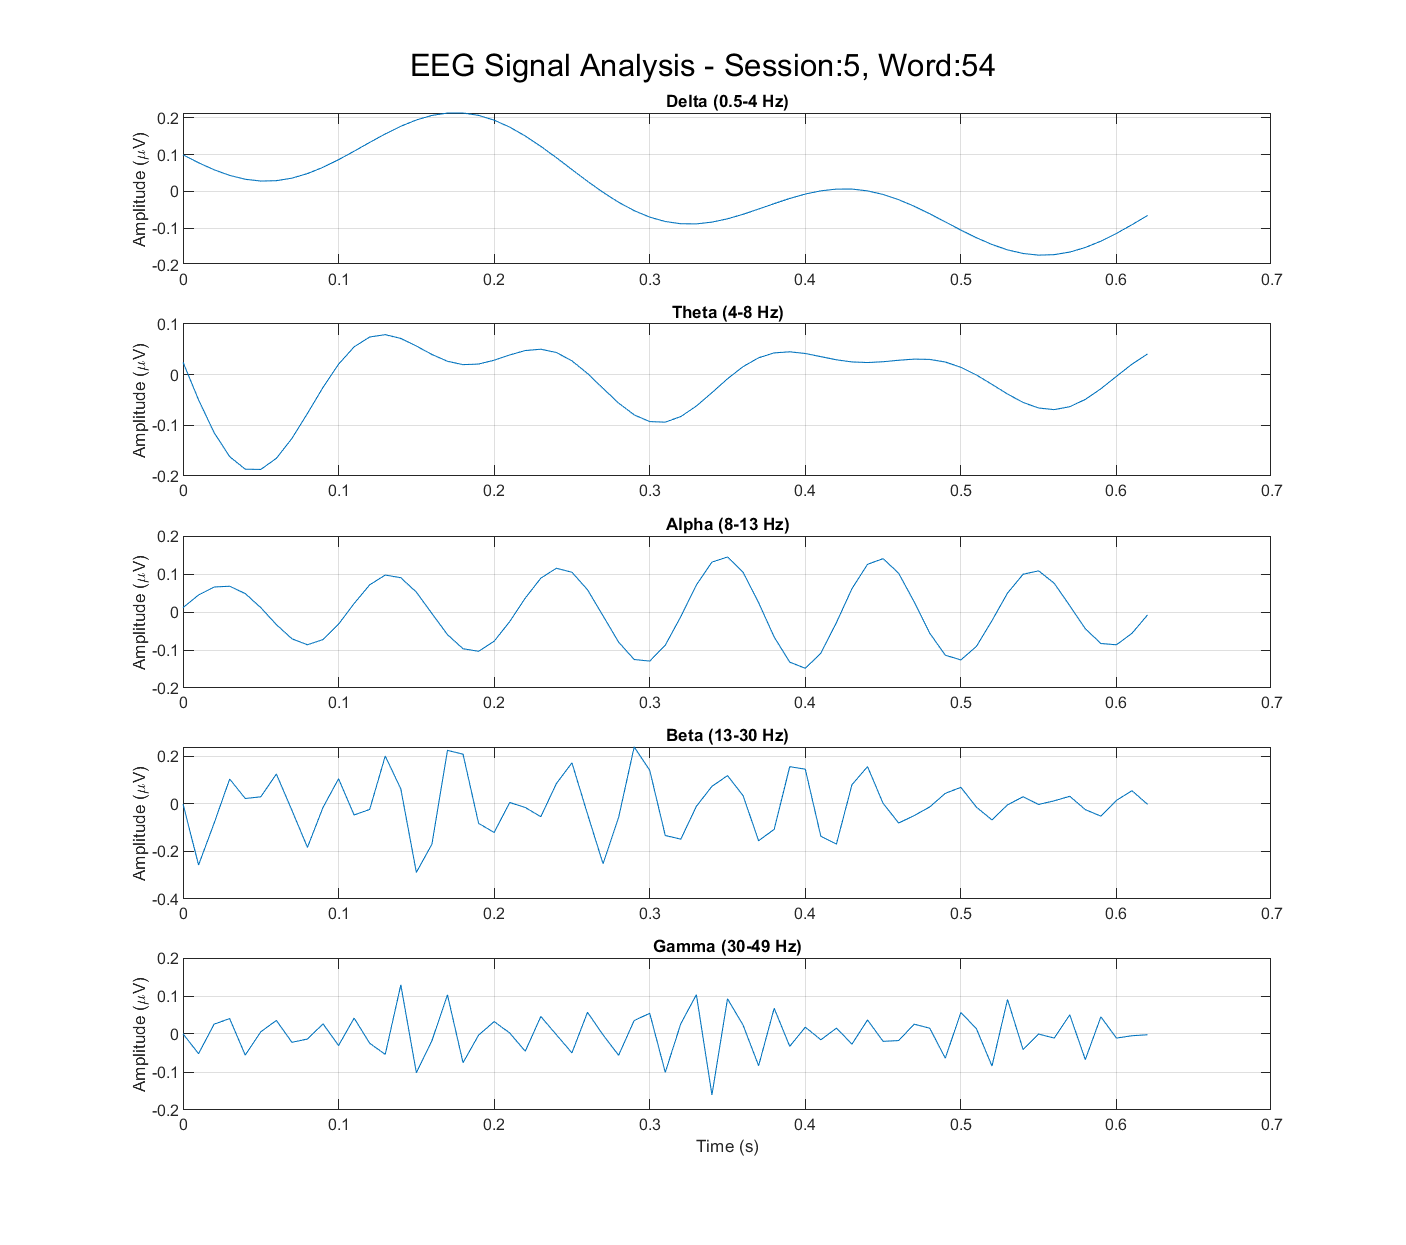 EEG Signal Analysis - Session:5, Word:54
Delta (0.5-4 Hz)
Amplitude (μV)
0.2
0.1
0
-0.1
-0.2
0 0.1 0.2 0.3 0.4 0.5 0.6 0.7
Theta (4-8 Hz)
Amplitude (μV)
0.1
0
-0.1
-0.2
0 0.1 0.2 0.3 0.4 0.5 0.6 0.7
Alpha (8-13 Hz)
Amplitude (μV)
0.2
0.1
0
-0.1
-0.2
0 0.1 0.2 0.3 0.4 0.5 0.6 0.7
Beta (13-30 Hz)
Amplitude (μV)
0.2
0
-0.2
-0.4
0 0.1 0.2 0.3 0.4 0.5 0.6 0.7
Gamma (30-49 Hz)
Amplitude (μV)
0.2
0.1
0
-0.1
-0.2
0 0.1 0.2 0.3 0.4 0.5 0.6 0.7
Time (s)